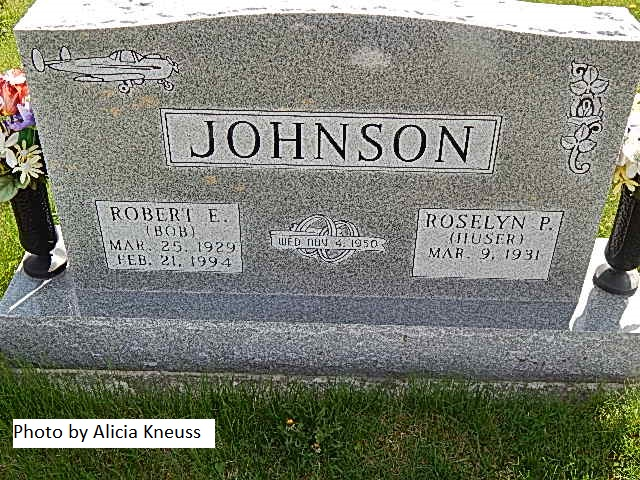 JOHNSON
ROBERT E.
(BOB)
MAR. 25, 1929
FEB. 21, 1994
WED NOV 4, 1950
ROSELYN P.
(HUSER)
MAR. 9, 1931
Photo by Alicia Kneuss